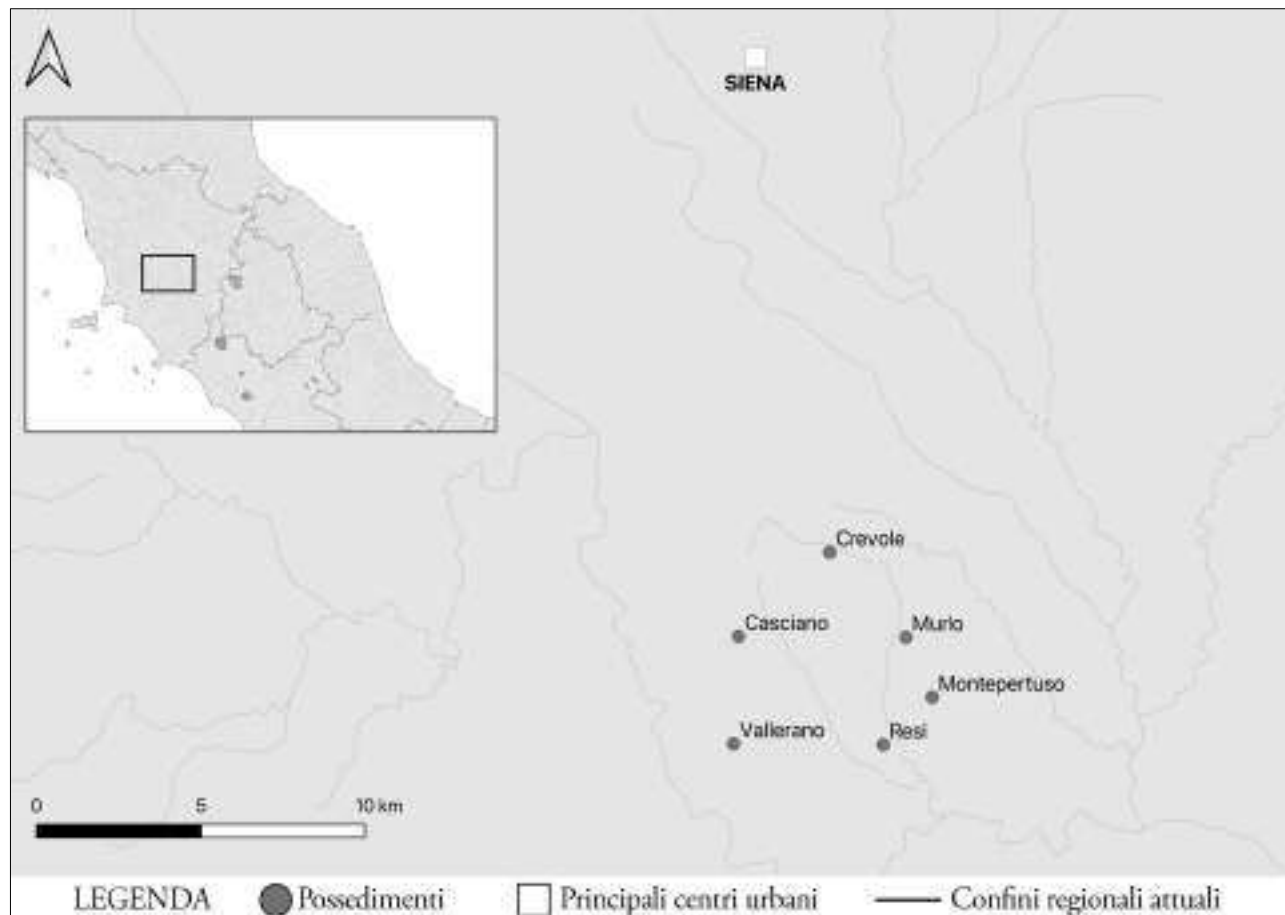 SIENA
Crevole
Casciano
Murlo
Montepertuso
Vallerano
Resi
0 5 10 km
LEGENDA Possedimenti Principali centri urbani Confini regionali attuali